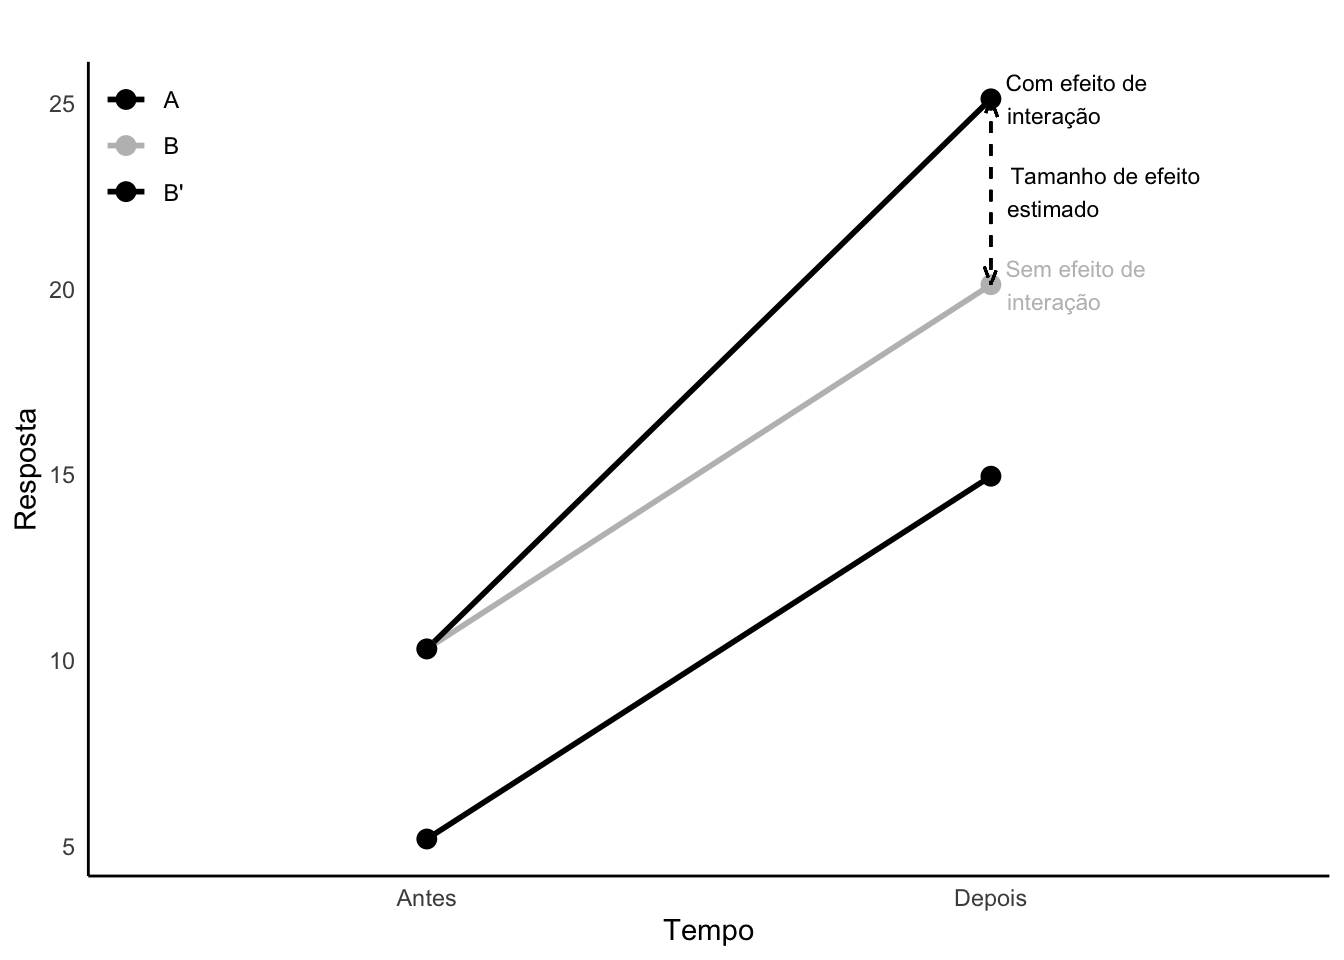 A
B
B'
25
20
15
10
5
Resposta
Com efeito de
interação
Tamanho de efeito
estimado
Sem efeito de
interação
Antes
Depois
Tempo